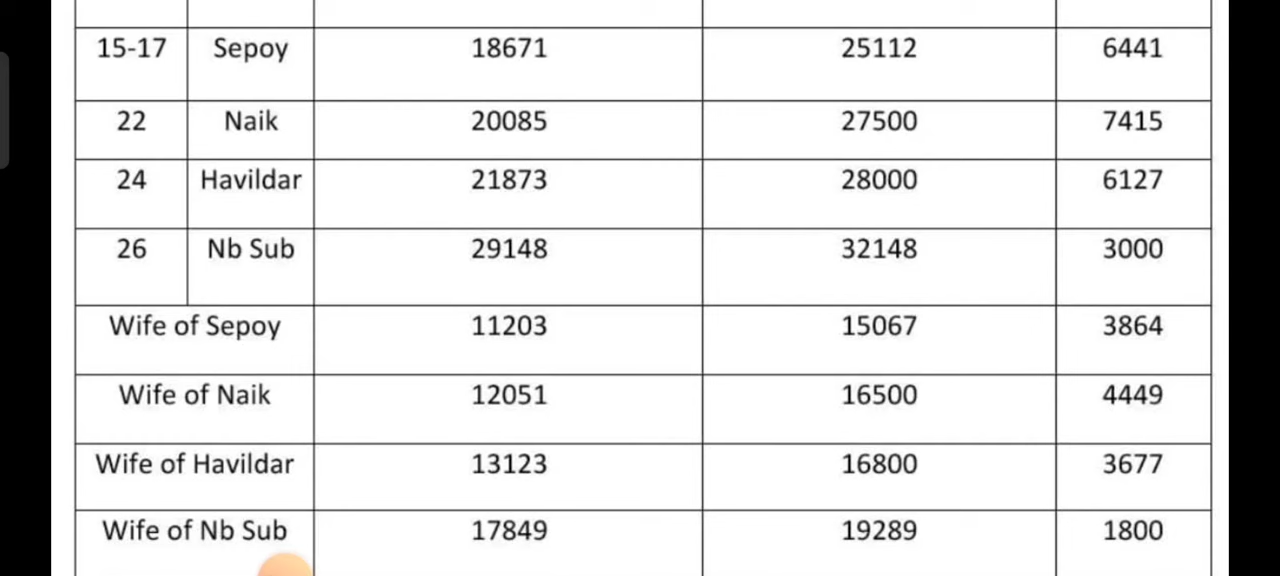 15-17 Sepoy 18671 25112 6441
22 Naik 20085 27500 7415
24 Havildar 21873 28000 6127
26 Nb Sub 29148 32148 3000
Wife of Sepoy 11203 15067 3864
Wife of Naik 12051 16500 4449
Wife of Havildar 13123 16800 3677
Wife of Nb Sub 17849 19289 1800